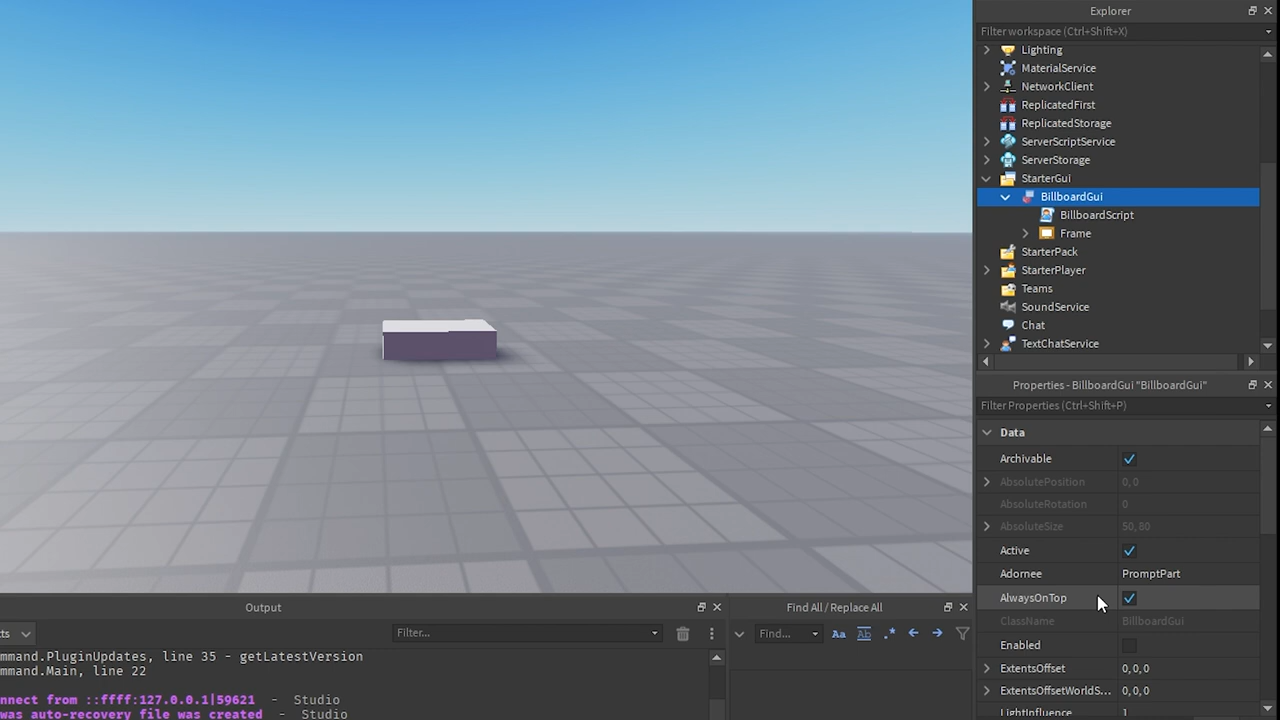 Explorer
Filter workspace (Ctrl+Shift+X)
Lighting
MaterialService
NetworkClient
ReplicatedFirst
ReplicatedStorage
ServerScriptService
ServerStorage
StarterGui
BillboardGui
BillboardScript
Frame
StarterPack
StarterPlayer
Teams
SoundService
Chat
TextChatService
Properties - BillboardGui "BillboardGui"
Filter Properties (Ctrl+Shift+P)
Data
Archivable
AbsolutePosition 0, 0
AbsoluteRotation 0
AbsoluteSize 50, 80
Active
Adornee PromptPart
AlwaysOnTop
ClassName BillboardGui
Enabled
ExtentsOffset 0, 0, 0
ExtentsOffsetWorldS... 0, 0, 0
LightInfluence 1
Output
ts
Filter...
mmand.PluginUpdates, line 35 - getLatestVersion
mmand.Main, line 22
nnect from ::ffff:127.0.0.1|59621 - Studio
was auto-recovery file was created - Studio
Find All / Replace All
Find...
Aa
Ab
.*